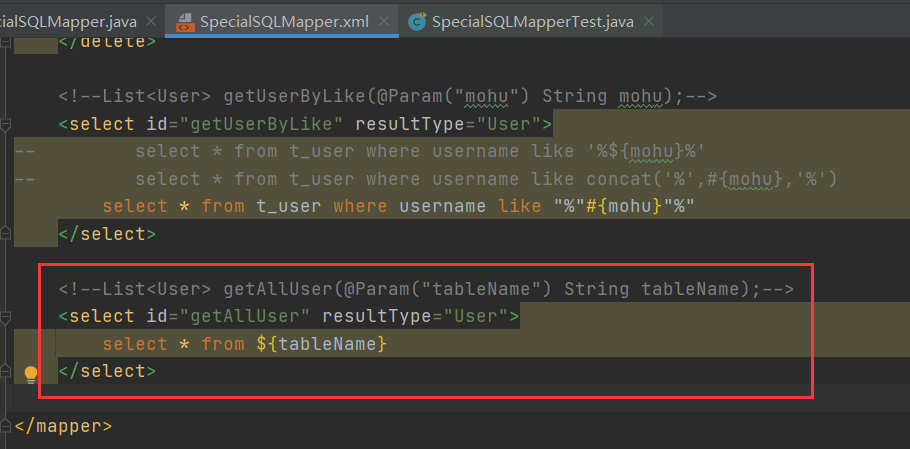 cialSQLMapper.java SpecialSQLMapper.xml SpecialSQLMapperTest.java
</delete>
<!--List<User> getUserByLike(@Param("mohu") String mohu);-->
<select id="getUserByLike" resultType="User">
-- select * from t_user where username like '%${mohu}%'
-- select * from t_user where username like concat('%',#{mohu},'%')
select * from t_user where username like "%"#{mohu}"%"
</select>
<!--List<User> getAllUser(@Param("tableName") String tableName);-->
<select id="getAllUser" resultType="User">
select * from ${tableName}
</select>
</mapper>